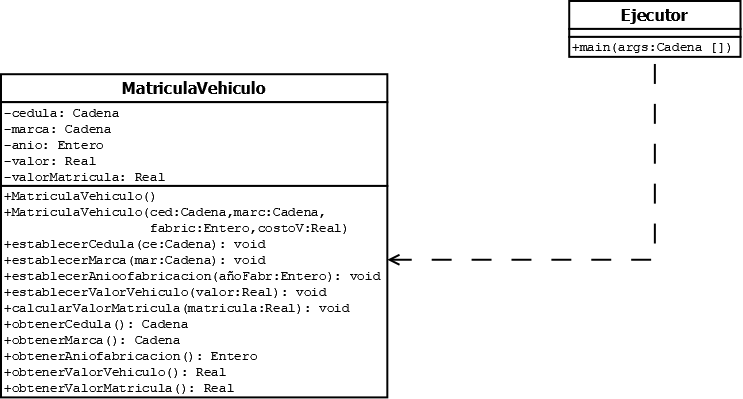 Ejecutor
+main(args:Cadena [])
MatriculaVehiculo
-cedula: Cadena
-marca: Cadena
-anio: Entero
-valor: Real
-valorMatricula: Real
+MatriculaVehiculo()
+MatriculaVehiculo(ced:Cadena,marc:Cadena,
fabric:Entero,costoV:Real)
+establecerCedula(ce:Cadena): void
+establecerMarca(mar:Cadena): void
+establecerAnioofabricacion(añoFabr:Entero): void
+establecerValorVehiculo(valor:Real): void
+calcularValorMatricula(matricula:Real): void
+obtenerCedula(): Cadena
+obtenerMarca(): Cadena
+obtenerAniofabricacion(): Entero
+obtenerValorVehiculo(): Real
+obtenerValorMatricula(): Real